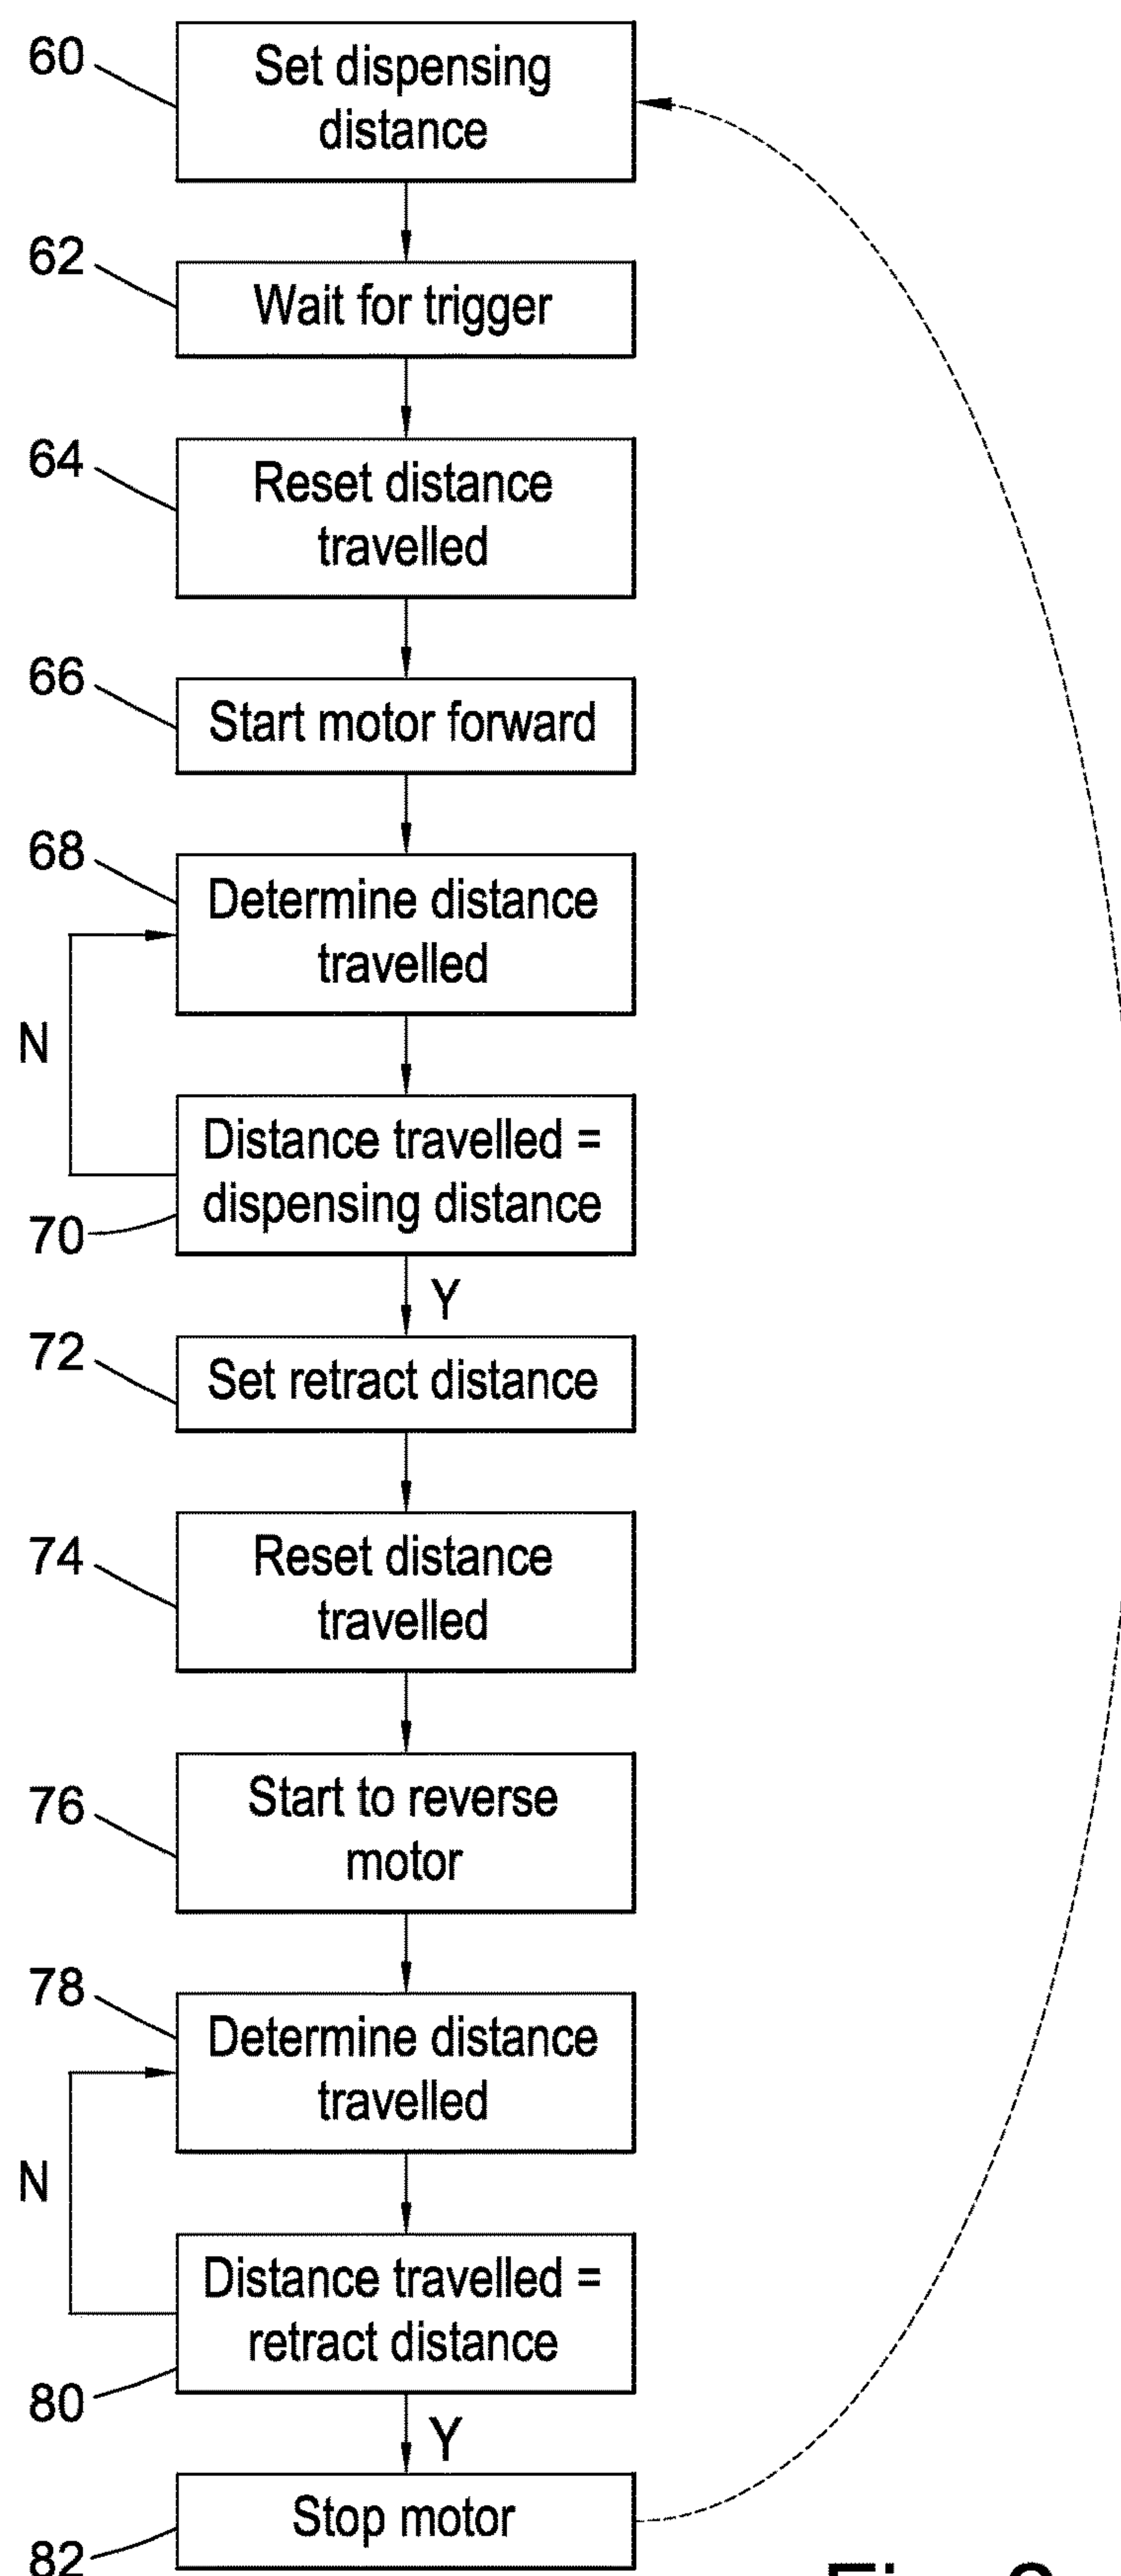 60
Set dispensing
distance
62
Wait for trigger
64
Reset distance
travelled
66
Start motor forward
68
Determine distance
travelled
N
Distance travelled =
dispensing distance
70
Y
72
Set retract distance
74
Reset distance
travelled
76
Start to reverse
motor
78
Determine distance
travelled
N
Distance travelled =
retract distance
80
Y
Stop motor
82